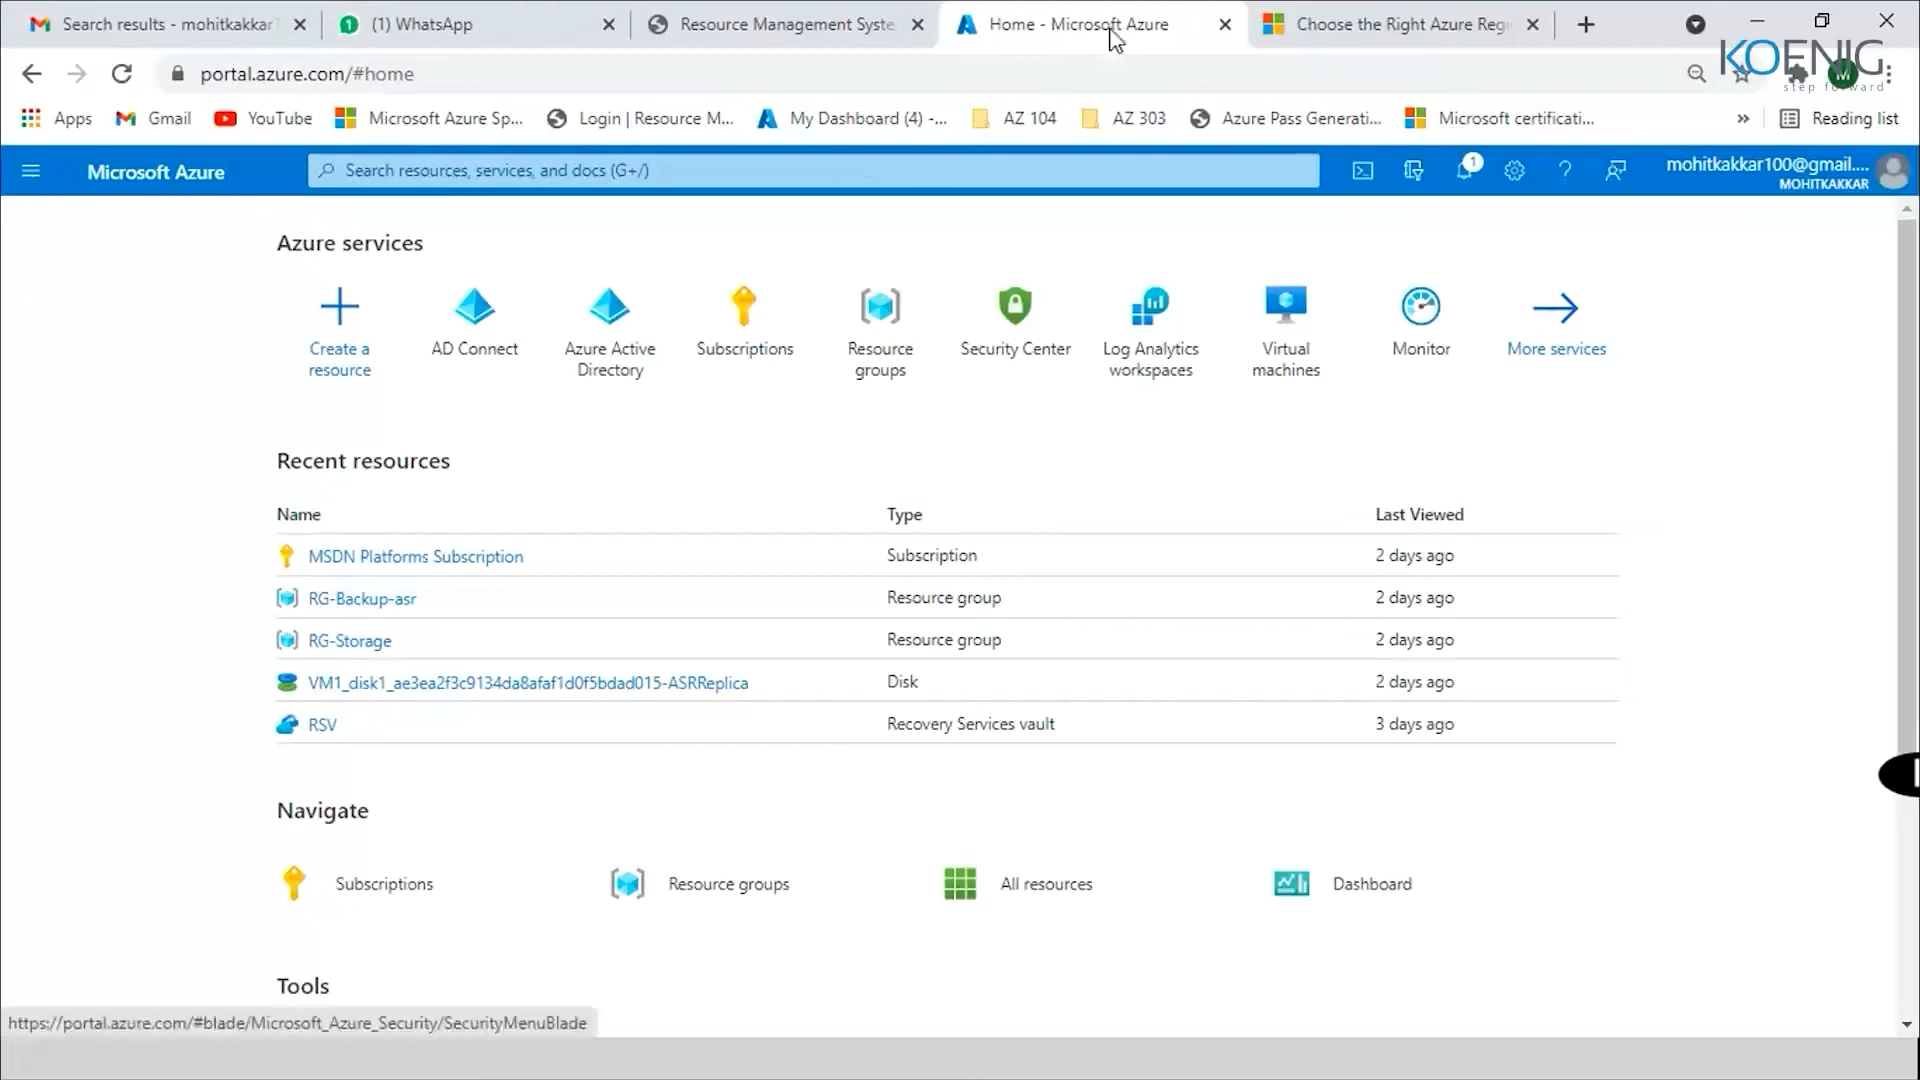 Search results - mohitkakkar
(1) WhatsApp
Resource Management Syste
Home - Microsoft Azure
Choose the Right Azure Reg
portal.azure.com/#home
KOENIG
step forward
M
Apps
Gmail
YouTube
Microsoft Azure Sp...
Login | Resource M...
My Dashboard (4) -...
AZ 104
AZ 303
Azure Pass Generati...
Microsoft certificati...
Reading list
Microsoft Azure
Search resources, services, and docs (G+/)
1
mohitkakkar100@gmail....
MOHITKAKKAR
Azure services
Create a
resource
AD Connect
Azure Active
Directory
Subscriptions
Resource
groups
Security Center
Log Analytics
workspaces
Virtual
machines
Monitor
More services
Recent resources
Name Type Last Viewed
MSDN Platforms Subscription Subscription 2 days ago
RG-Backup-asr Resource group 2 days ago
RG-Storage Resource group 2 days ago
VM1_disk1_ae3ea2f3c9134da8afaf1d0f5bdad015-ASRReplica Disk 2 days ago
RSV Recovery Services vault 3 days ago
Navigate
Subscriptions Resource groups All resources Dashboard
Tools
https://portal.azure.com/#blade/Microsoft_Azure_Security/SecurityMenuBlade